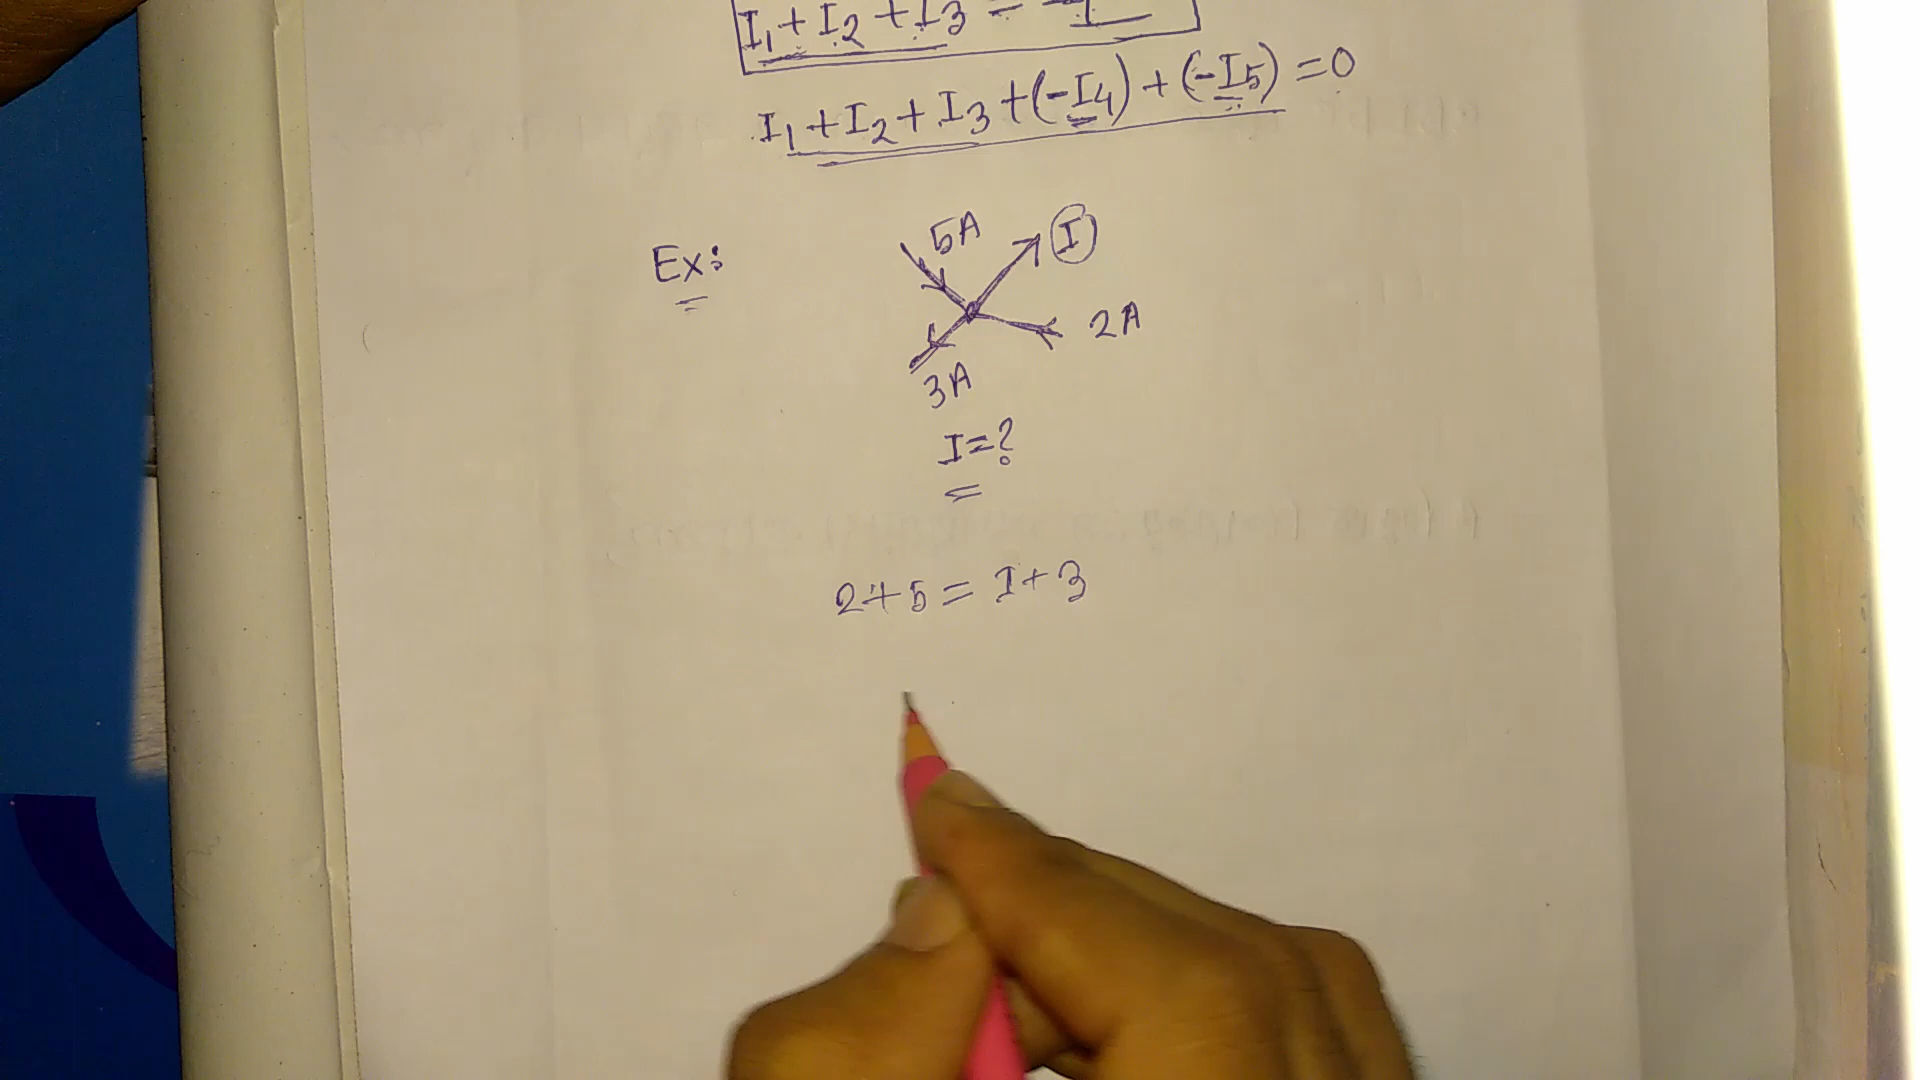 I₁ + I₂ + I₃ =
I₁ + I₂ + I₃ + (-I₄) + (-I₅) = 0
Ex:
5A
I
2A
3A
I = ?
2 + 5 = I + 3